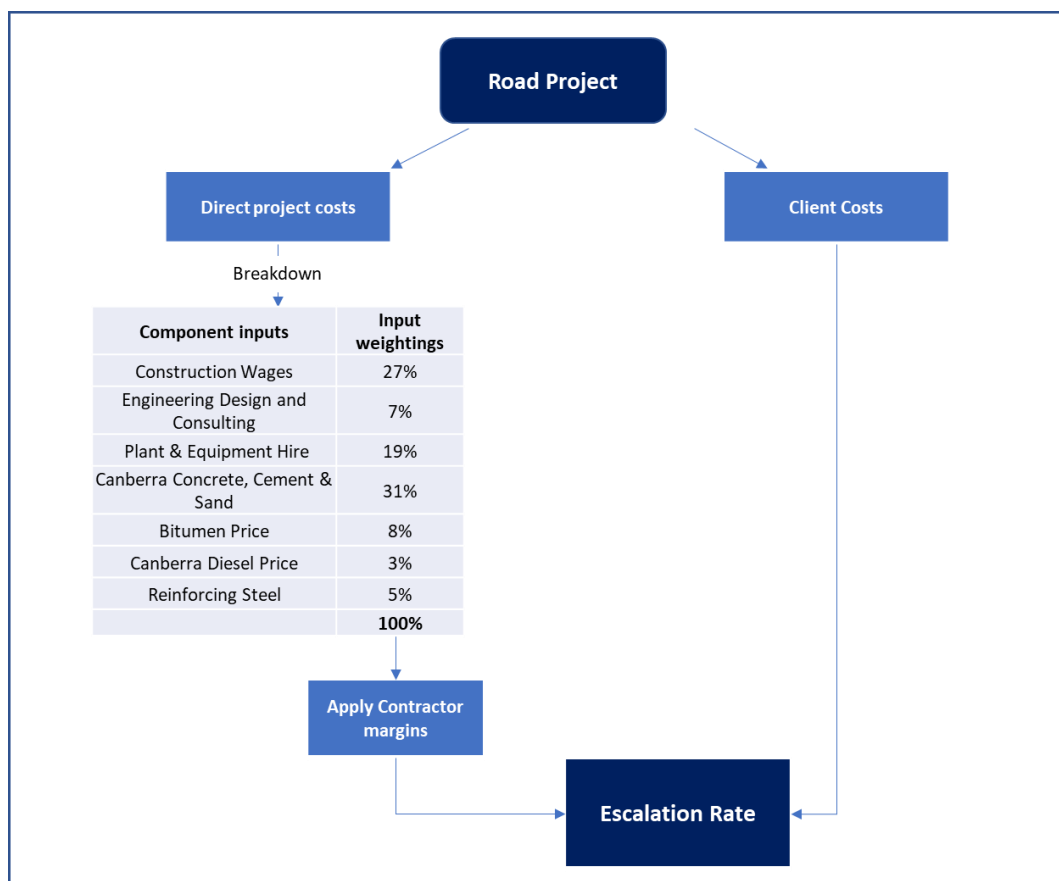 Road Project
Direct project costs
Client Costs
Breakdown
Component inputs
Input
weightings
Construction Wages
27%
Engineering Design and
Consulting
7%
Plant & Equipment Hire
19%
Canberra Concrete, Cement &
Sand
31%
Bitumen Price
8%
Canberra Diesel Price
3%
Reinforcing Steel
5%
100%
Apply Contractor
margins
Escalation Rate